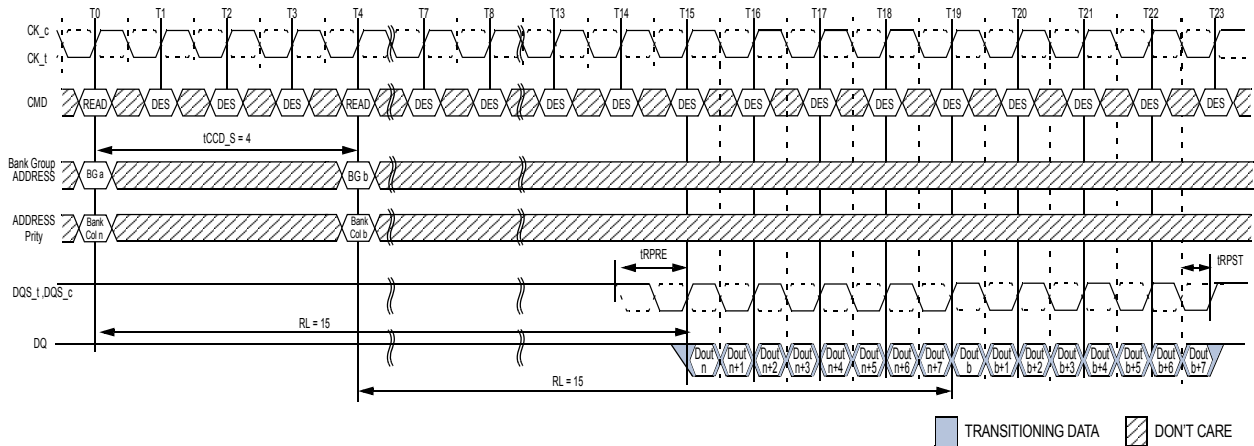 T0 T1 T2 T3 T4 T7 T8 T13 T14 T15 T16 T17 T18 T19 T20 T21 T22 T23
CK_c
CK_t
CMD READ DES DES DES READ DES DES DES DES DES DES DES DES DES DES DES DES DES
tCCD_S = 4
Bank Group
ADDRESS
BG a BG b
ADDRESS
Prity
Bank
Col n
Bank
Col b
tRPRE tRPST
DQS_t ,DQS_c
RL = 15
DQ
Dout
n
Dout
n+1
Dout
n+2
Dout
n+3
Dout
n+4
Dout
n+5
Dout
n+6
Dout
n+7
Dout
b
Dout
b+1
Dout
b+2
Dout
b+3
Dout
b+4
Dout
b+5
Dout
b+6
Dout
b+7
RL = 15
TRANSITIONING DATA DON'T CARE